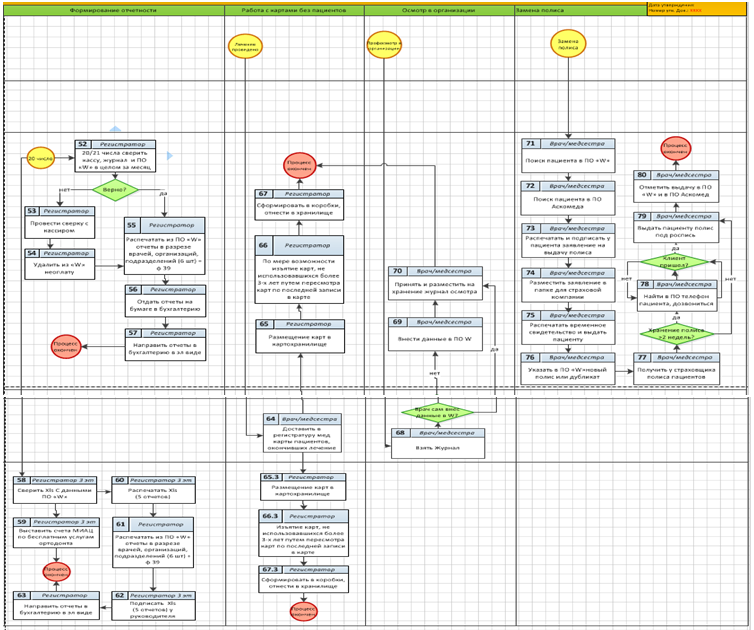 Формирование отчетности
Работа с картами без пациентов
Осмотр в организации
Замена полиса
Дата утверждения:
Лечение
проведено
Профосмотр в
организации
Замена
полиса
20 число
52 Регистратор
20/21 числа сверить
кассу, журнал и ПО
«W» в целом за месяц
Верно?
нет
да
53 Регистратор
Провести сверку с
кассиром
54 Регистратор
Удалить из «W»
неоплату
55 Регистратор
Распечатать из ПО «W»
отчеты в разрезе
врачей, организаций,
подразделений (6 шт) +
ф 39
56 Регистратор
Отдать отчеты на
бумаге в бухгалтерию
57 Регистратор
Направить отчеты в
бухгалтерию в эл виде
Процесс
окончен
Процесс
окончен
67 Регистратор
Сформировать в коробки,
отнести в хранилище
66 Регистратор
По мере возможности
изъятие карт, не
использовавшихся более
3-х лет путем пересмотра
карт по последней записи
в карте
65 Регистратор
Размещение карт в
картохранилище
70 Врач/медсестра
Принять и разместить на
хранение журнал осмотра
69 Врач/медсестра
Внести данные в ПО W
нет
да
71 Врач/медсестра
Поиск пациента в ПО «W»
72 Врач/медсестра
Поиск пациента в ПО
Аскомеда
73 Врач/медсестра
Распечатать и подписать у
пациента заявление на
выдачу полиса
74 Врач/медсестра
Разместить заявление в
папке для страховой
компании
75 Врач/медсестра
Распечатать временное
свидетельство и выдать
пациенту
76 Врач/медсестра
Указать в ПО «W»новый
полис или дубликат
Процесс
окончен
80 Врач/медсестра
Отметить выдачу в ПО
«W» и в ПО Аскомед
79 Врач/медсестра
Выдать пациенту полис
под роспись
да
Клиент
пришел?
нет
нет
78 Врач/медсестра
Найти в ПО телефон
пациента, дозвониться
да
Хранение полиса
<2 недель?
77 Врач/медсестра
Получить у страховщика
полиса пациентов
64 Врач/медсестра
Доставить в
регистратуру мед
карты пациентов,
окончивших лечение
Врач сам внес
данные в W?
68 Врач/медсестра
Взять Журнал
58 Регистратор 3 эт
Сверить Xls С данными
ПО «W»
59 Регистратор 3 эт
Выставить счета МИАЦ
по бесплатным услугам
ортодонта
Процесс
окончен
63 Регистратор
Направить отчеты в
бухгалтерию в эл виде
60 Регистратор 3 эт
Распечатать Xls
(5 отчетов)
61 Регистратор
Распечатать из ПО «W»
отчеты в разрезе
врачей, организаций,
подразделений (6 шт) +
ф 39
62 Регистратор 3 эт
Подписать Xls
(5 отчетов) у
руководителя
65.3 Регистратор
Размещение карт в
картохранилище
66.3 Регистратор
Изъятие карт, не
использовавшихся более
3-х лет путем пересмотра
карт по последней записи
в карте
67.3 Регистратор
Сформировать в коробки,
отнести в хранилище
Процесс
окончен